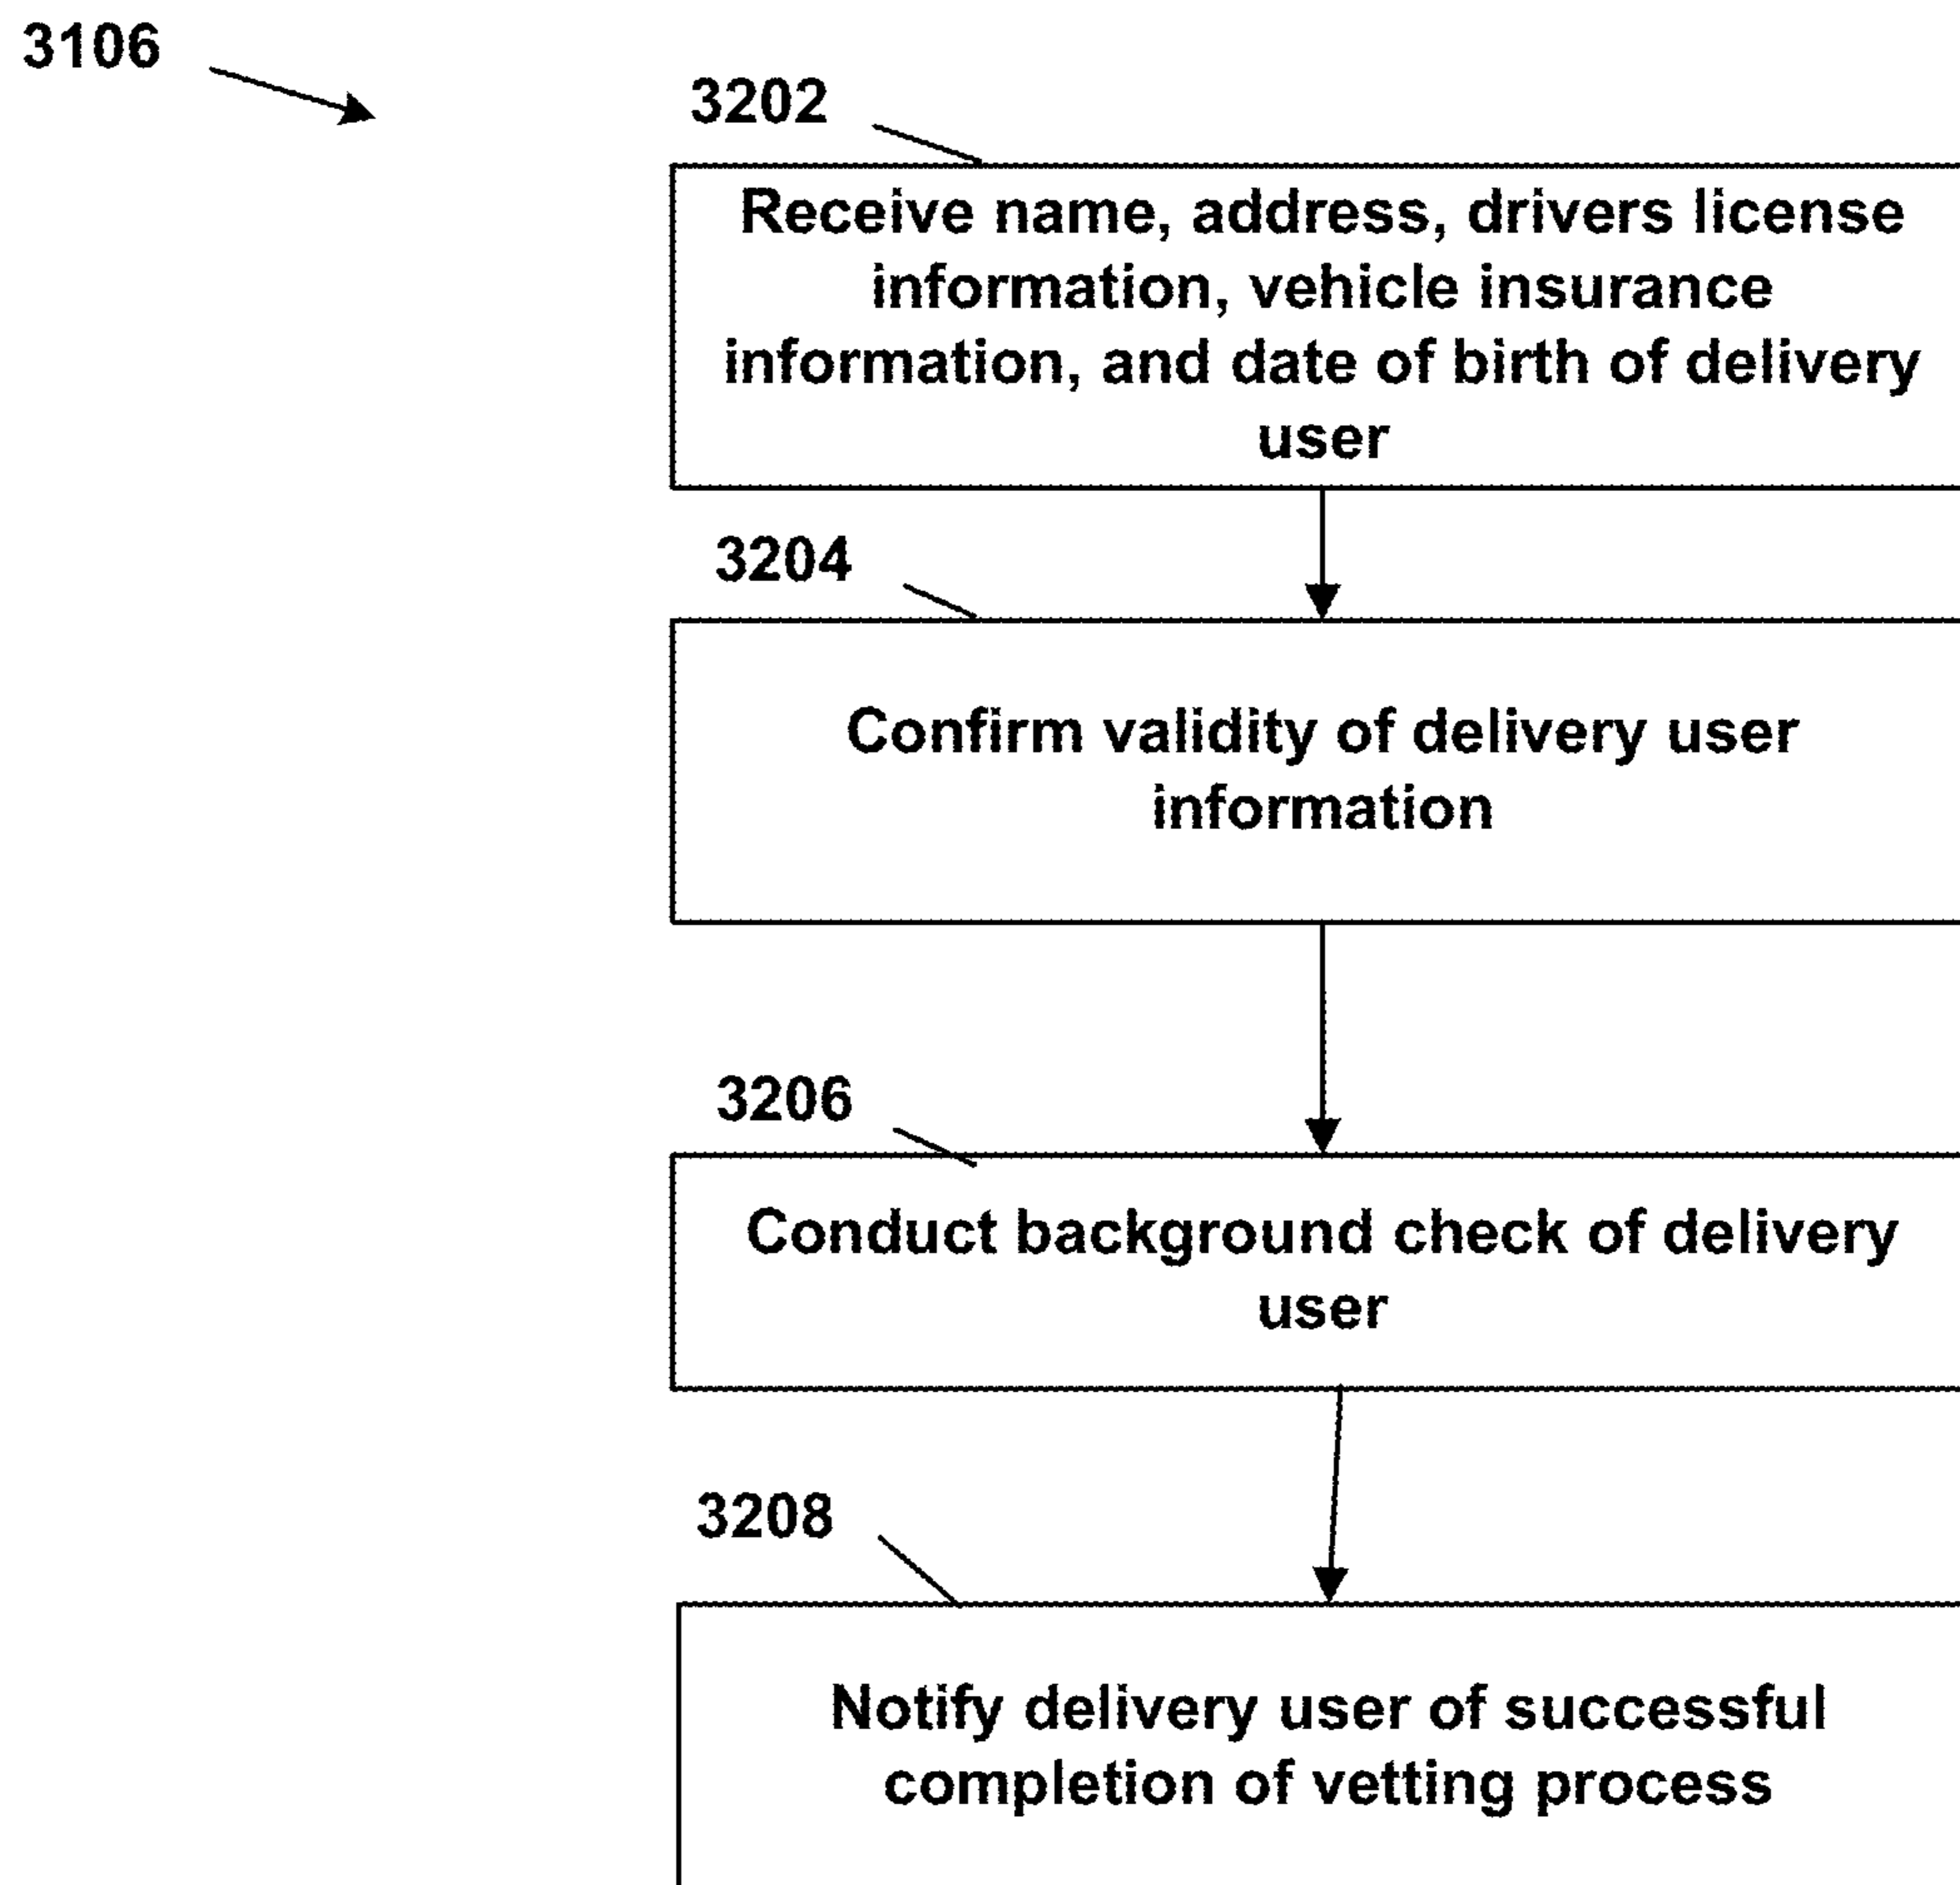 3106
3202
Receive name, address, drivers license
information, vehicle insurance
information, and date of birth of delivery
user
3204
Confirm validity of delivery user
information
3206
Conduct background check of delivery
user
3208
Notify delivery user of successful
completion of vetting process